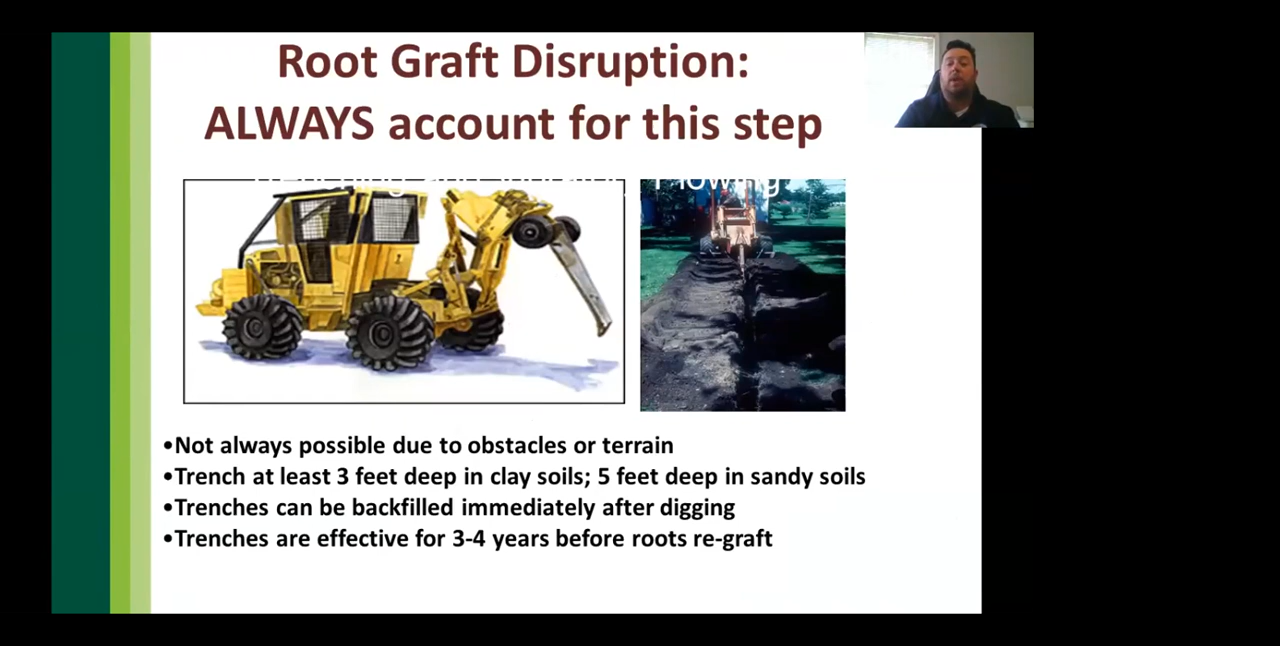 Root Graft Disruption:
ALWAYS account for this step
Plowing
•Not always possible due to obstacles or terrain
•Trench at least 3 feet deep in clay soils; 5 feet deep in sandy soils
•Trenches can be backfilled immediately after digging
•Trenches are effective for 3-4 years before roots re-graft